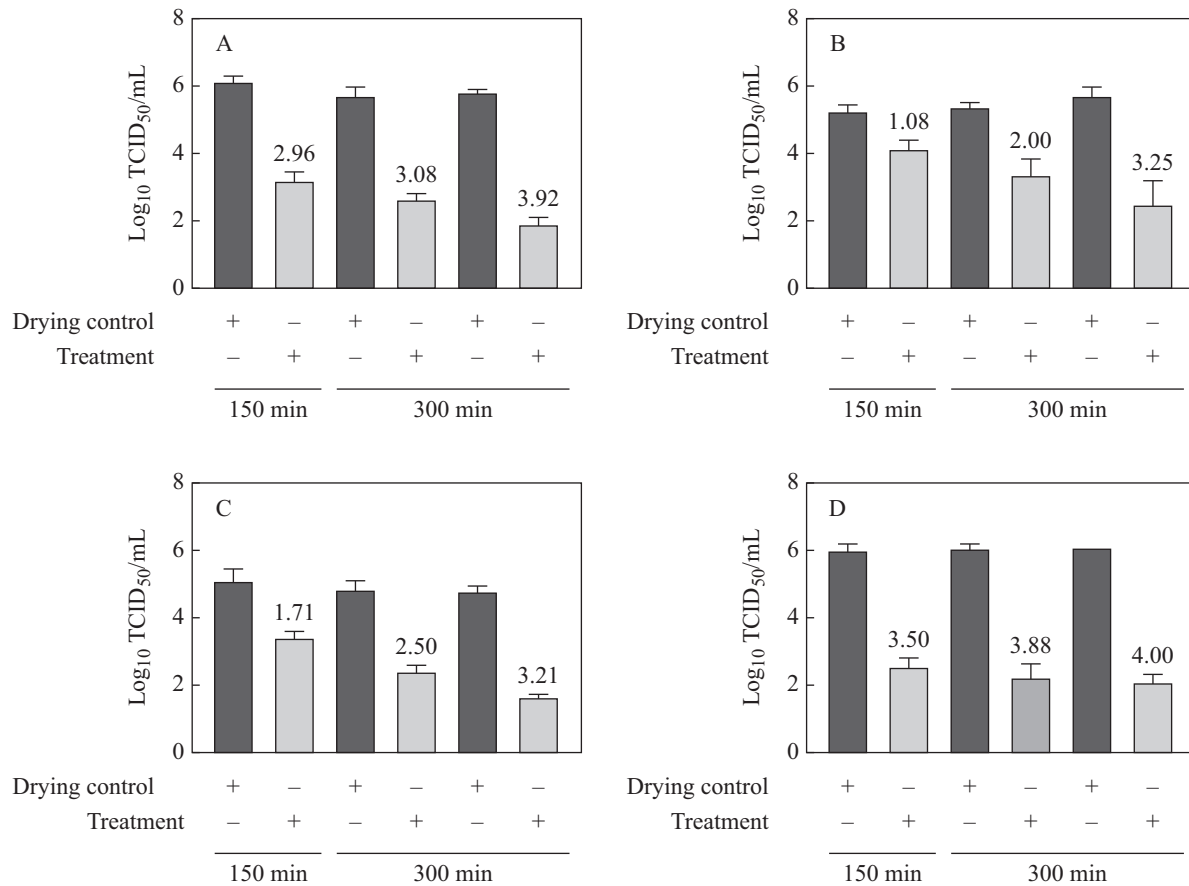 A
Log₁₀ TCID₅₀/mL
8
6
4
2
0
2.96
3.08
3.92
Drying control + – + – + –
Treatment – + – + – +
150 min 300 min
B
Log₁₀ TCID₅₀/mL
8
6
4
2
0
1.08
2.00
3.25
Drying control + – + – + –
Treatment – + – + – +
150 min 300 min
C
Log₁₀ TCID₅₀/mL
8
6
4
2
0
1.71
2.50
3.21
Drying control + – + – + –
Treatment – + – + – +
150 min 300 min
D
Log₁₀ TCID₅₀/mL
8
6
4
2
0
3.50
3.88
4.00
Drying control + – + – + –
Treatment – + – + – +
150 min 300 min